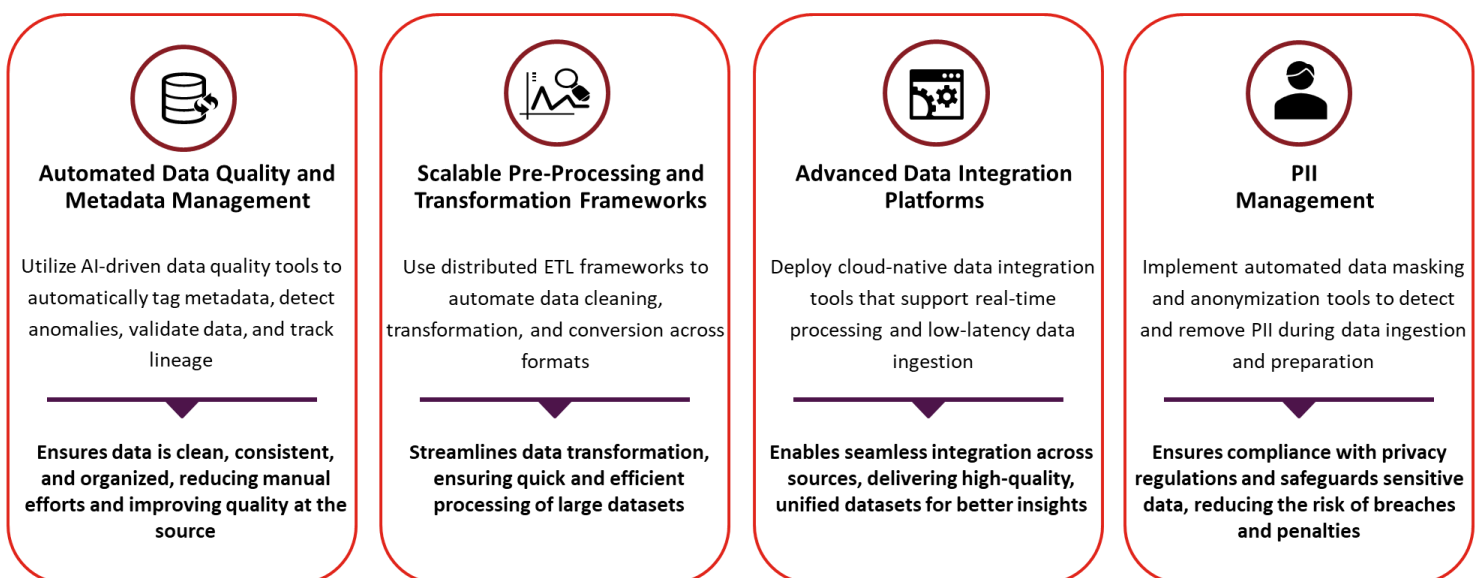 Automated Data Quality and
Metadata Management
Utilize AI-driven data quality tools to
automatically tag metadata, detect
anomalies, validate data, and track
lineage
Ensures data is clean, consistent,
and organized, reducing manual
efforts and improving quality at the
source
Scalable Pre-Processing and
Transformation Frameworks
Use distributed ETL frameworks to
automate data cleaning,
transformation, and conversion across
formats
Streamlines data transformation,
ensuring quick and efficient
processing of large datasets
Advanced Data Integration
Platforms
Deploy cloud-native data integration
tools that support real-time
processing and low-latency data
ingestion
Enables seamless integration across
sources, delivering high-quality,
unified datasets for better insights
PII
Management
Implement automated data masking
and anonymization tools to detect
and remove PII during data ingestion
and preparation
Ensures compliance with privacy
regulations and safeguards sensitive
data, reducing the risk of breaches
and penalties